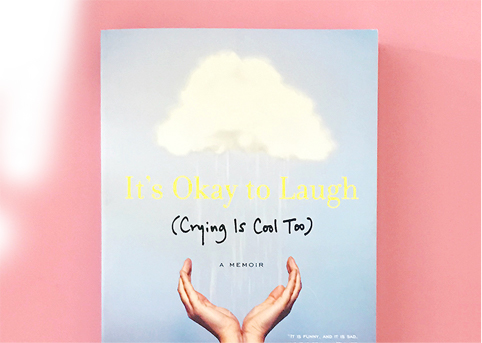 It's Okay to Laugh
(Crying Is Cool Too)
A MEMOIR
"IT IS FUNNY. AND IT IS SAD.